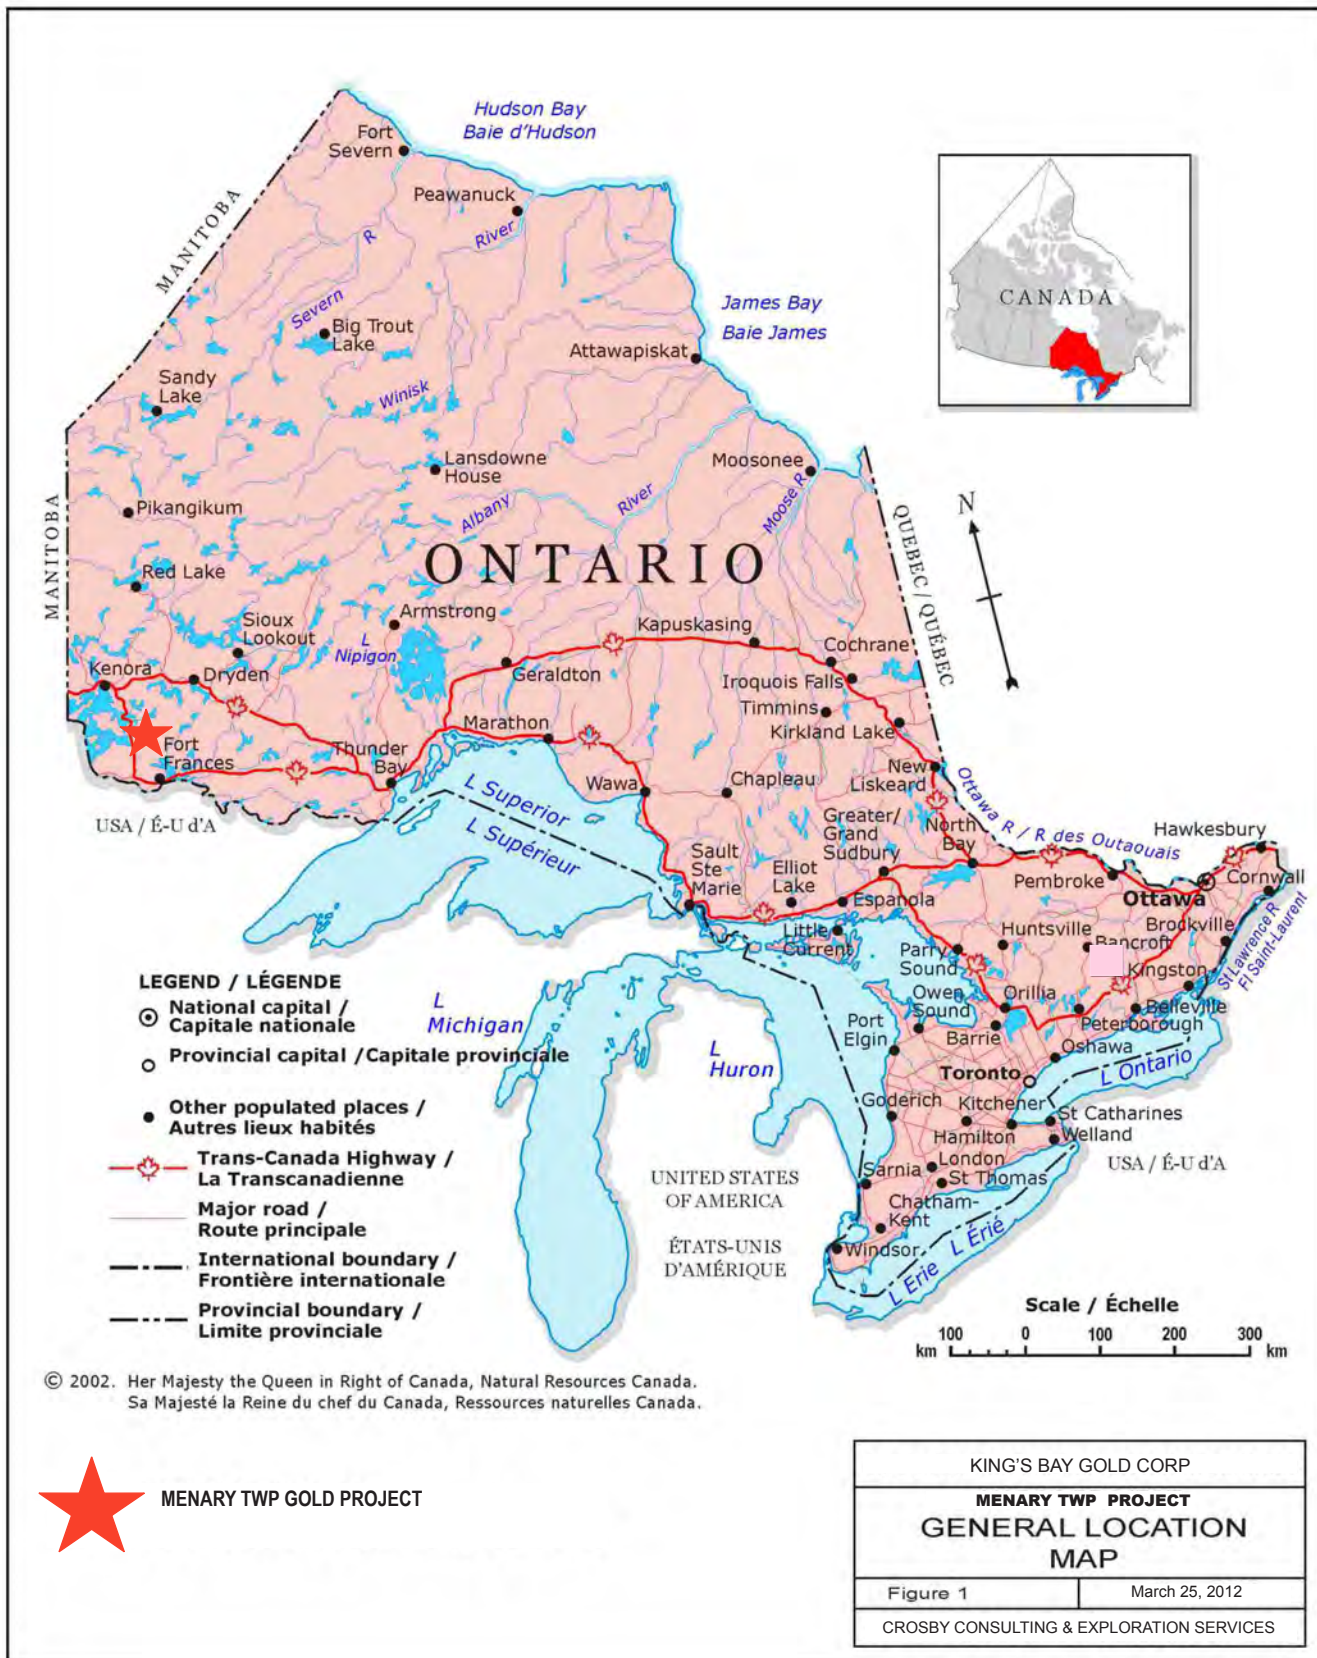 Hudson Bay
Baie d'Hudson
Fort
Severn
Peawanuck
River
R
MANITOBA
Severn
Big Trout
Lake
James Bay
Baie James
Attawapiskat
CANADA
Sandy
Lake
Winisk
Lansdowne
House
Moosonee
Pikangikum
Albany
River
Moose R
MANITOBA
ONTARIO
QUEBEC / QUÉBEC
N
Red Lake
Armstrong
Sioux
Lookout
L
Nipigon
Kapuskasing
Cochrane
Kenora
Dryden
Geraldton
Iroquois Falls
Timmins
Kirkland Lake
Marathon
Fort
Frances
Thunder
Bay
Wawa
Chapleau
New
Liskeard
L Superior
L Supérieur
USA / É-U d'A
Greater/
Grand
Sudbury
North
Bay
Ottawa R / R des Outaouais
Hawkesbury
Sault
Ste
Marie
Elliot
Lake
Espanola
Pembroke
Ottawa
Cornwall
Little
Current
Parry
Sound
Huntsville
Bancroft
Brockville
Kingston
St Lawrence R
Fl Saint-Laurent
Owen
Sound
Orillia
Belleville
Peterborough
Barrie
Port
Elgin
Oshawa
L
Michigan
L
Huron
Toronto
L Ontario
Goderich
Kitchener
St Catharines
Hamilton
Welland
London
St Thomas
Sarnia
USA / É-U d'A
UNITED STATES
OF AMERICA
Chatham-
Kent
ÉTATS-UNIS
D'AMÉRIQUE
Windsor
L Erie
L Érié
LEGEND / LÉGENDE
National capital /
Capitale nationale
Provincial capital /Capitale provinciale
Other populated places /
Autres lieux habités
Trans-Canada Highway /
La Transcanadienne
Major road /
Route principale
International boundary /
Frontière internationale
Provincial boundary /
Limite provinciale
Scale / Échelle
100 0 100 200 300
km km
© 2002. Her Majesty the Queen in Right of Canada, Natural Resources Canada.
Sa Majesté la Reine du chef du Canada, Ressources naturelles Canada.
MENARY TWP GOLD PROJECT
KING'S BAY GOLD CORP
MENARY TWP PROJECT
GENERAL LOCATION
MAP
Figure 1
March 25, 2012
CROSBY CONSULTING & EXPLORATION SERVICES